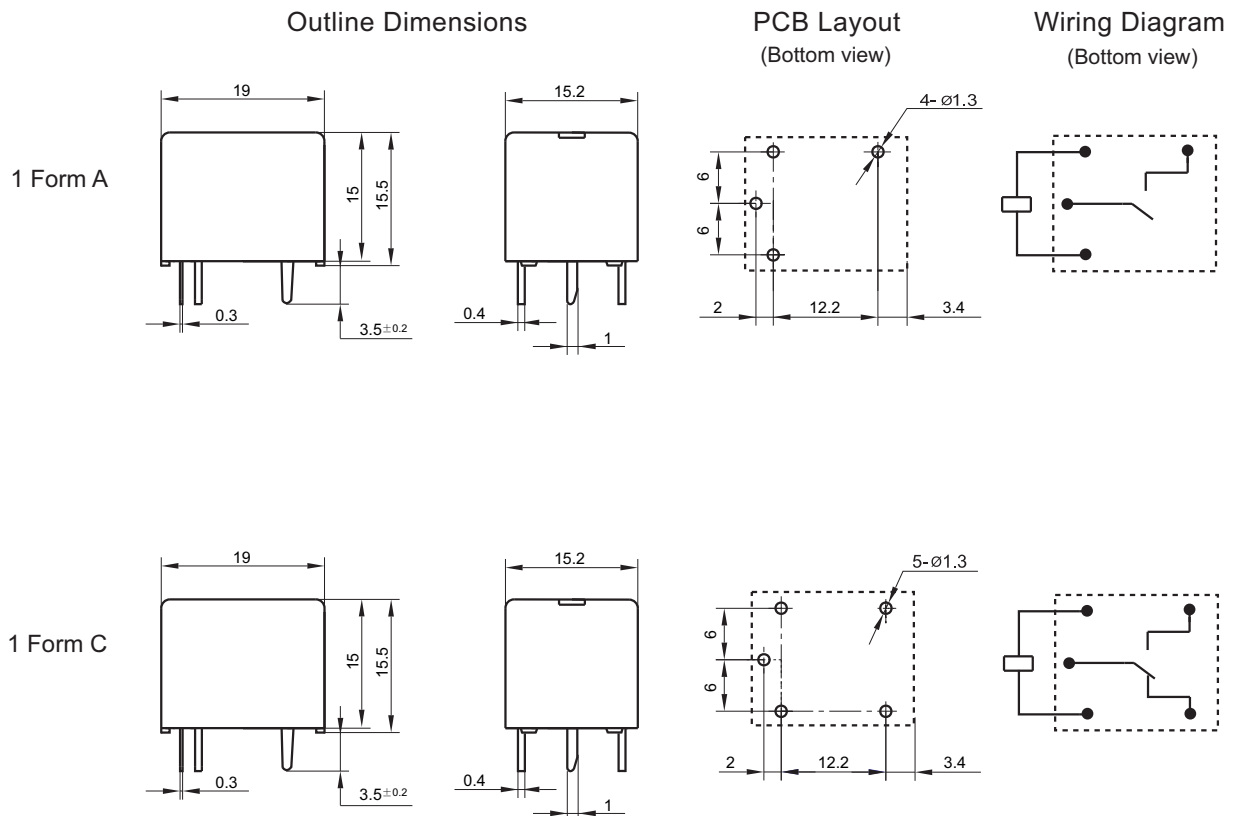 Outline Dimensions
PCB Layout
(Bottom view)
Wiring Diagram
(Bottom view)
1 Form A
19
15
15.5
0.3
3.5±0.2
15.2
0.4
1
4- Ø1.3
6
6
2
12.2
3.4
1 Form C
19
15
15.5
0.3
3.5±0.2
15.2
0.4
1
5- Ø1.3
6
6
2
12.2
3.4